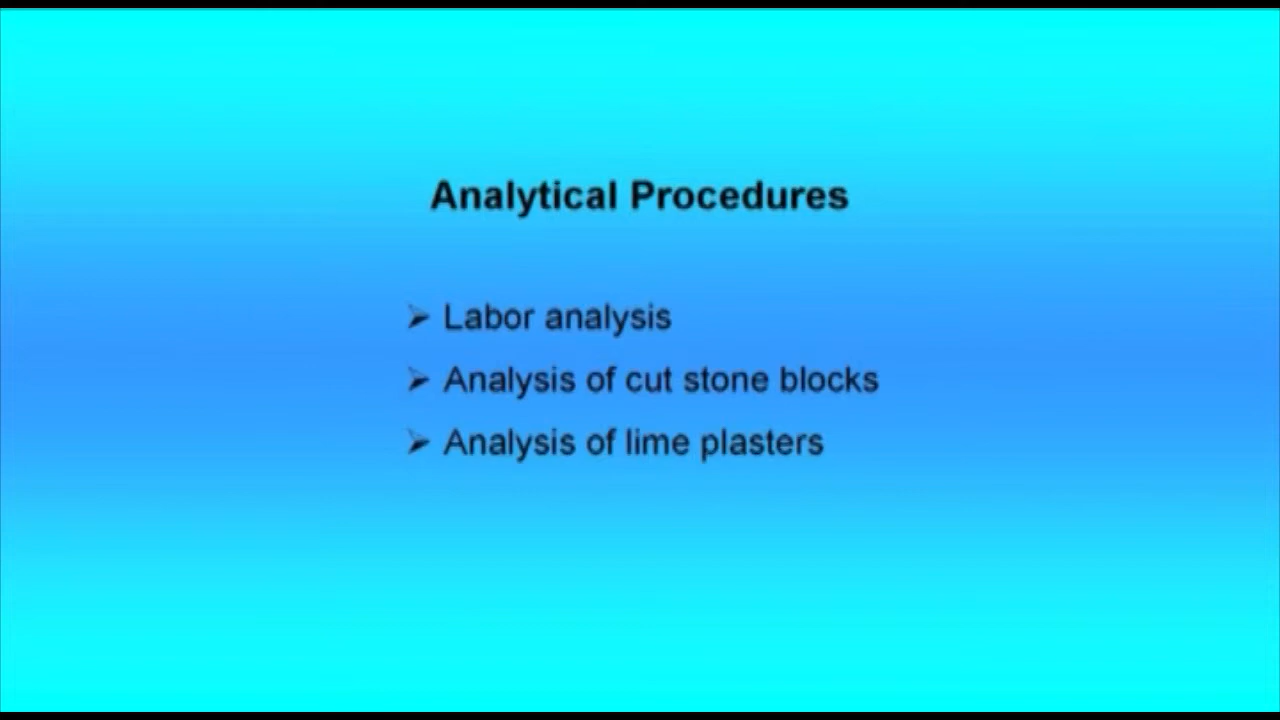 Analytical Procedures
➢ Labor analysis
➢ Analysis of cut stone blocks
➢ Analysis of lime plasters